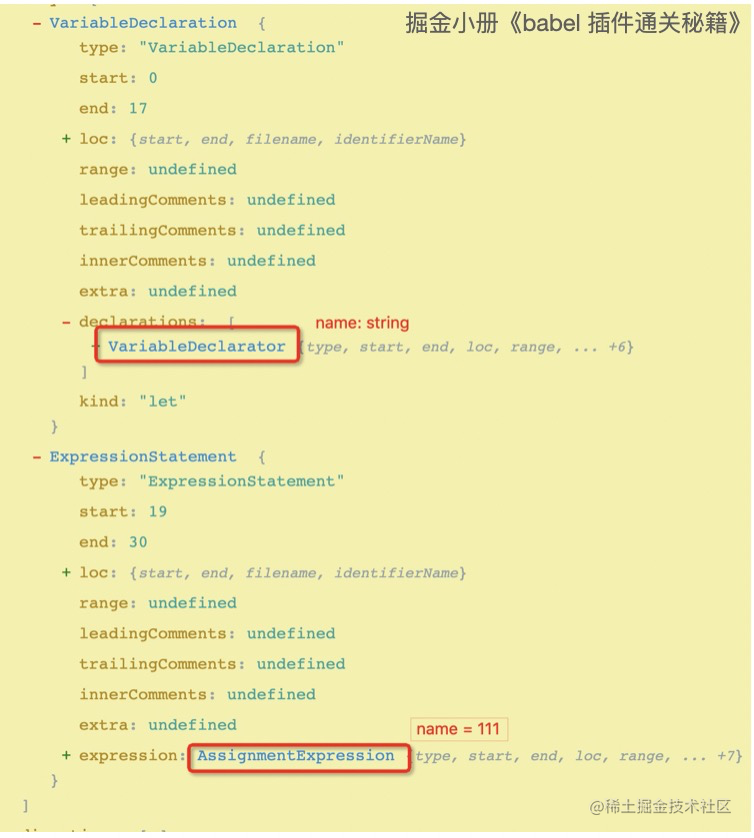 掘金小册《babel 插件通关秘籍》
- VariableDeclaration {
type: "VariableDeclaration"
start: 0
end: 17
+ loc: {start, end, filename, identifierName}
range: undefined
leadingComments: undefined
trailingComments: undefined
innerComments: undefined
extra: undefined
- declarations: [
name: string
VariableDeclarator {type, start, end, loc, range, ... +6}
]
kind: "let"
}
- ExpressionStatement {
type: "ExpressionStatement"
start: 19
end: 30
+ loc: {start, end, filename, identifierName}
range: undefined
leadingComments: undefined
trailingComments: undefined
innerComments: undefined
extra: undefined
name = 111
+ expression: AssignmentExpression {type, start, end, loc, range, ... +7}
}
]
@稀土掘金技术社区